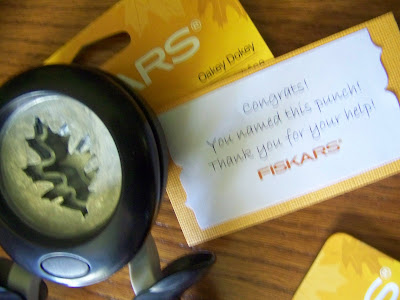 ARS®
Oakey Dokey
Congrats!
You named this punch!
Thank you for your help!
FISKARS®